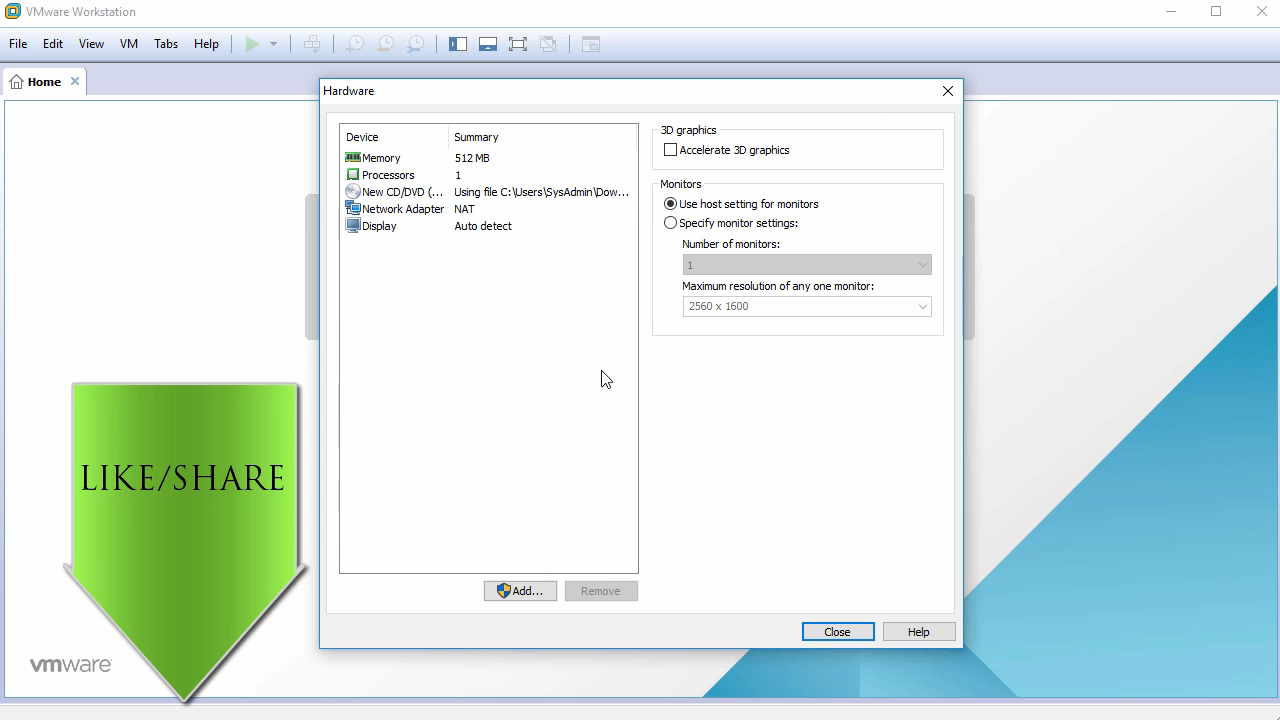 VMware Workstation
File Edit View VM Tabs Help
Home
Hardware
Device Summary
Memory 512 MB
Processors 1
New CD/DVD (... Using file C:\Users\SysAdmin\Dow...
Network Adapter NAT
Display Auto detect
Add... Remove
3D graphics
Accelerate 3D graphics
Monitors
Use host setting for monitors
Specify monitor settings:
Number of monitors:
1
Maximum resolution of any one monitor:
2560 x 1600
Close Help
LIKE/SHARE
vmware